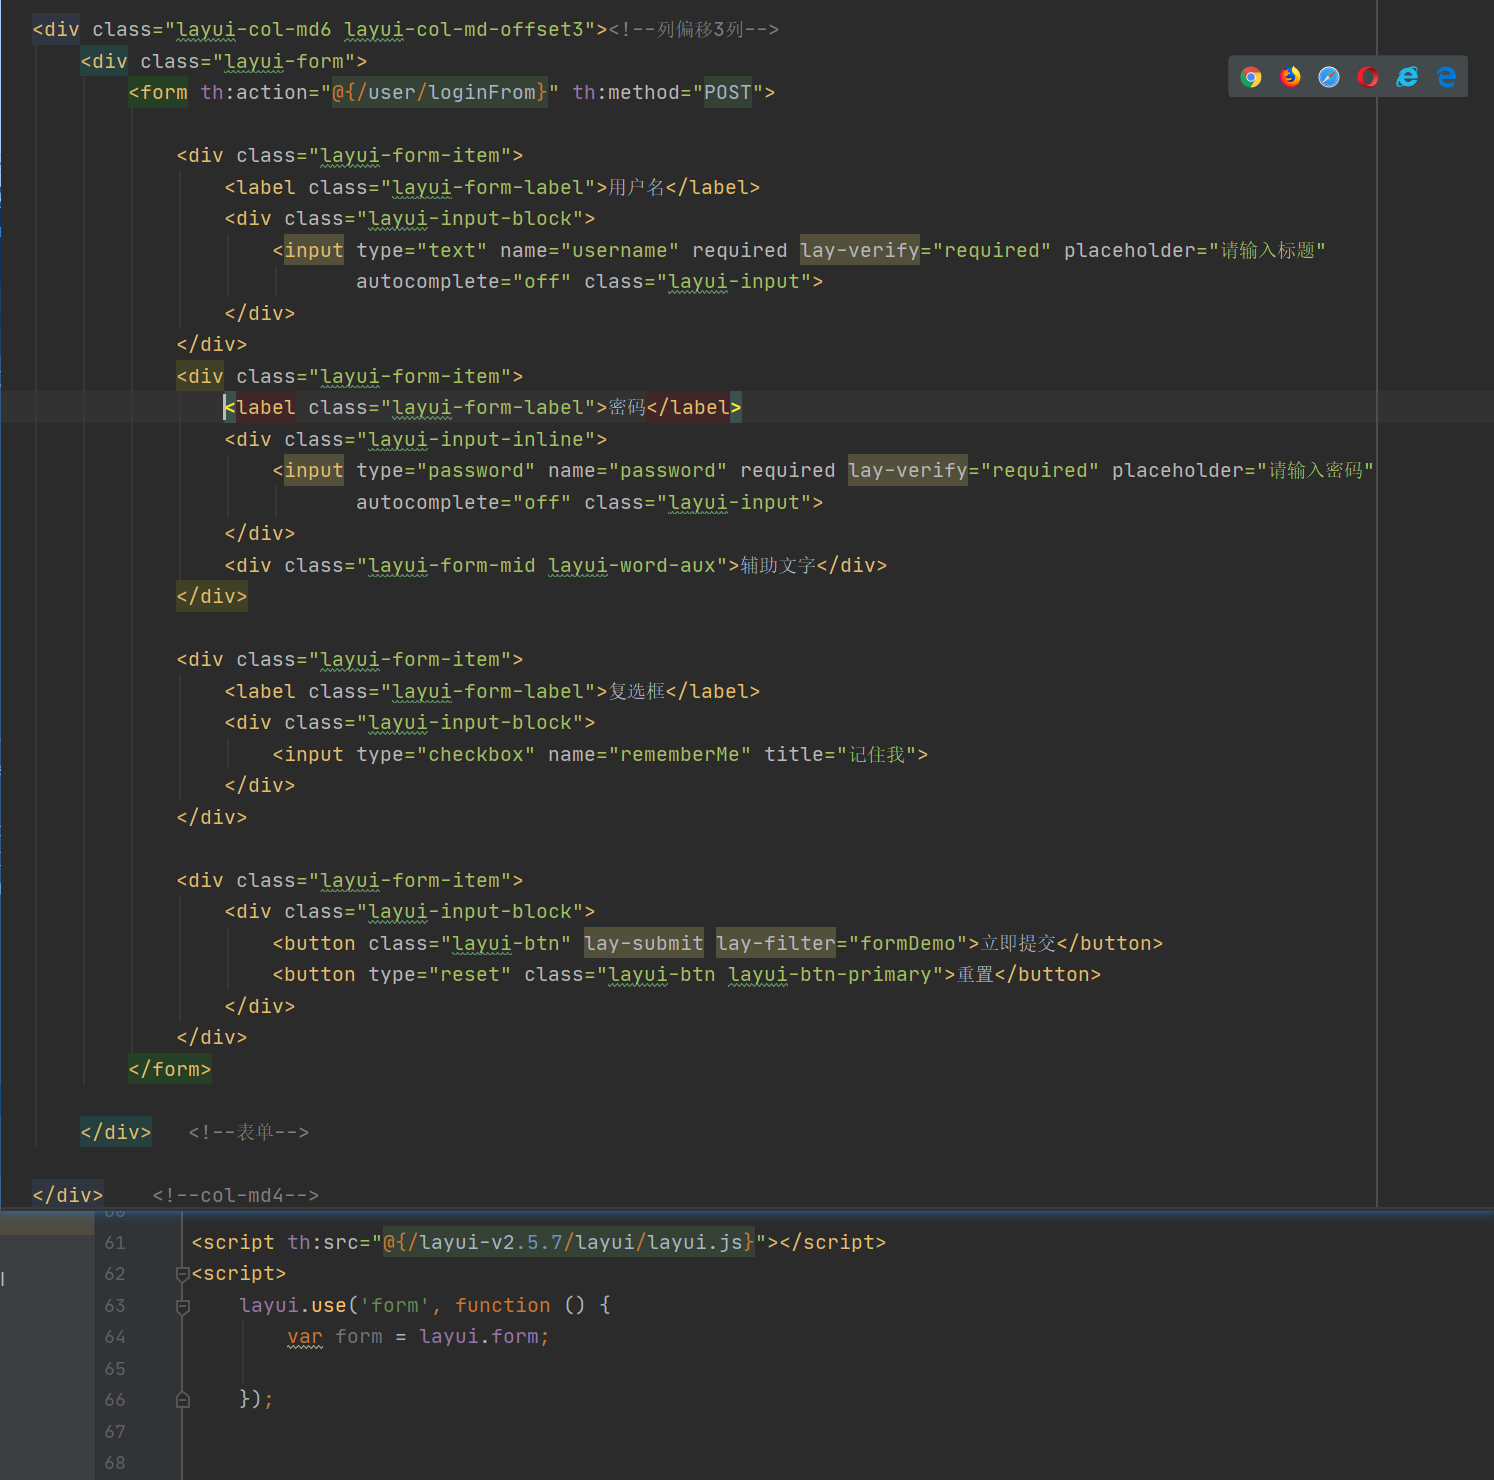 <div class="layui-col-md6 layui-col-md-offset3"><!--列偏移3列-->
<div class="layui-form">
<form th:action="@{/user/loginFrom}" th:method="POST">
<div class="layui-form-item">
<label class="layui-form-label">用户名</label>
<div class="layui-input-block">
<input type="text" name="username" required lay-verify="required" placeholder="请输入标题"
autocomplete="off" class="layui-input">
</div>
</div>
<div class="layui-form-item">
<label class="layui-form-label">密码</label>
<div class="layui-input-inline">
<input type="password" name="password" required lay-verify="required" placeholder="请输入密码"
autocomplete="off" class="layui-input">
</div>
<div class="layui-form-mid layui-word-aux">辅助文字</div>
</div>
<div class="layui-form-item">
<label class="layui-form-label">复选框</label>
<div class="layui-input-block">
<input type="checkbox" name="rememberMe" title="记住我">
</div>
</div>
<div class="layui-form-item">
<div class="layui-input-block">
<button class="layui-btn" lay-submit lay-filter="formDemo">立即提交</button>
<button type="reset" class="layui-btn layui-btn-primary">重置</button>
</div>
</div>
</form>
</div> <!--表单-->
</div> <!--col-md4-->
61 <script th:src="@{/layui-v2.5.7/layui/layui.js}"></script>
62 <script>
63 layui.use('form', function () {
64 var form = layui.form;
65
66 });
67
68